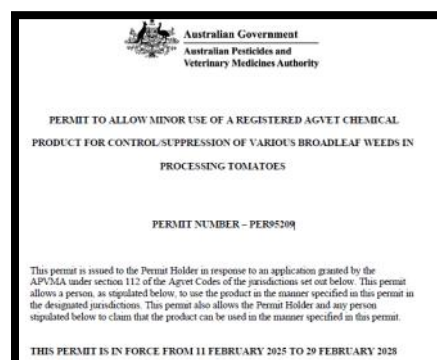 Australian Government
Australian Pesticides and
Veterinary Medicines Authority
PERMIT TO ALLOW MINOR USE OF A REGISTERED AGVET CHEMICAL
PRODUCT FOR CONTROL/SUPPRESSION OF VARIOUS BROADLEAF WEEDS IN
PROCESSING TOMATOES
PERMIT NUMBER – PER95209
This permit is issued to the Permit Holder in response to an application granted by the
APVMA under section 112 of the Agvet Codes of the jurisdictions set out below. This permit
allows a person, as stipulated below, to use the product in the manner specified in this permit in
the designated jurisdictions. This permit also allows the Permit Holder and any person
stipulated below to claim that the product can be used in the manner specified in this permit.
THIS PERMIT IS IN FORCE FROM 11 FEBRUARY 2025 TO 29 FEBRUARY 2028